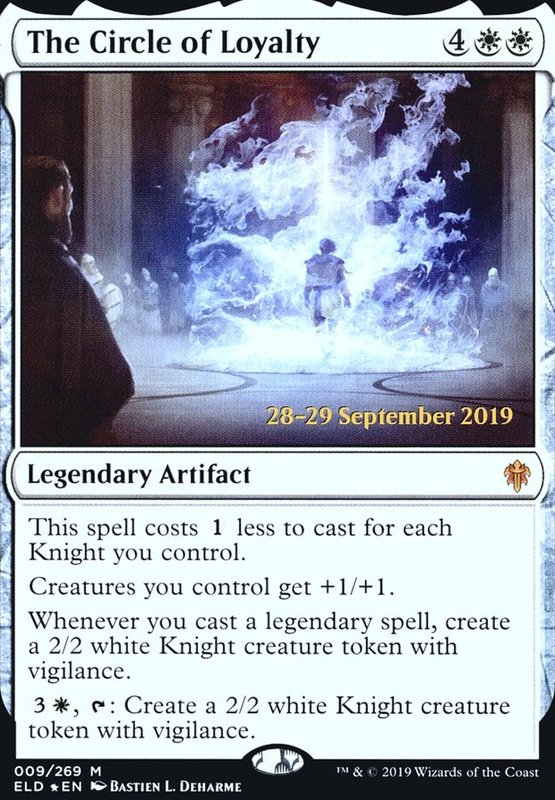 The Circle of Loyalty 4
28-29 September 2019
Legendary Artifact
This spell costs 1 less to cast for each
Knight you control.
Creatures you control get +1/+1.
Whenever you cast a legendary spell, create
a 2/2 white Knight creature token with
vigilance.
3 , : Create a 2/2 white Knight creature
token with vigilance.
009/269 M
ELD ★ EN Bastien L. Deharme
™ & © 2019 Wizards of the Coast